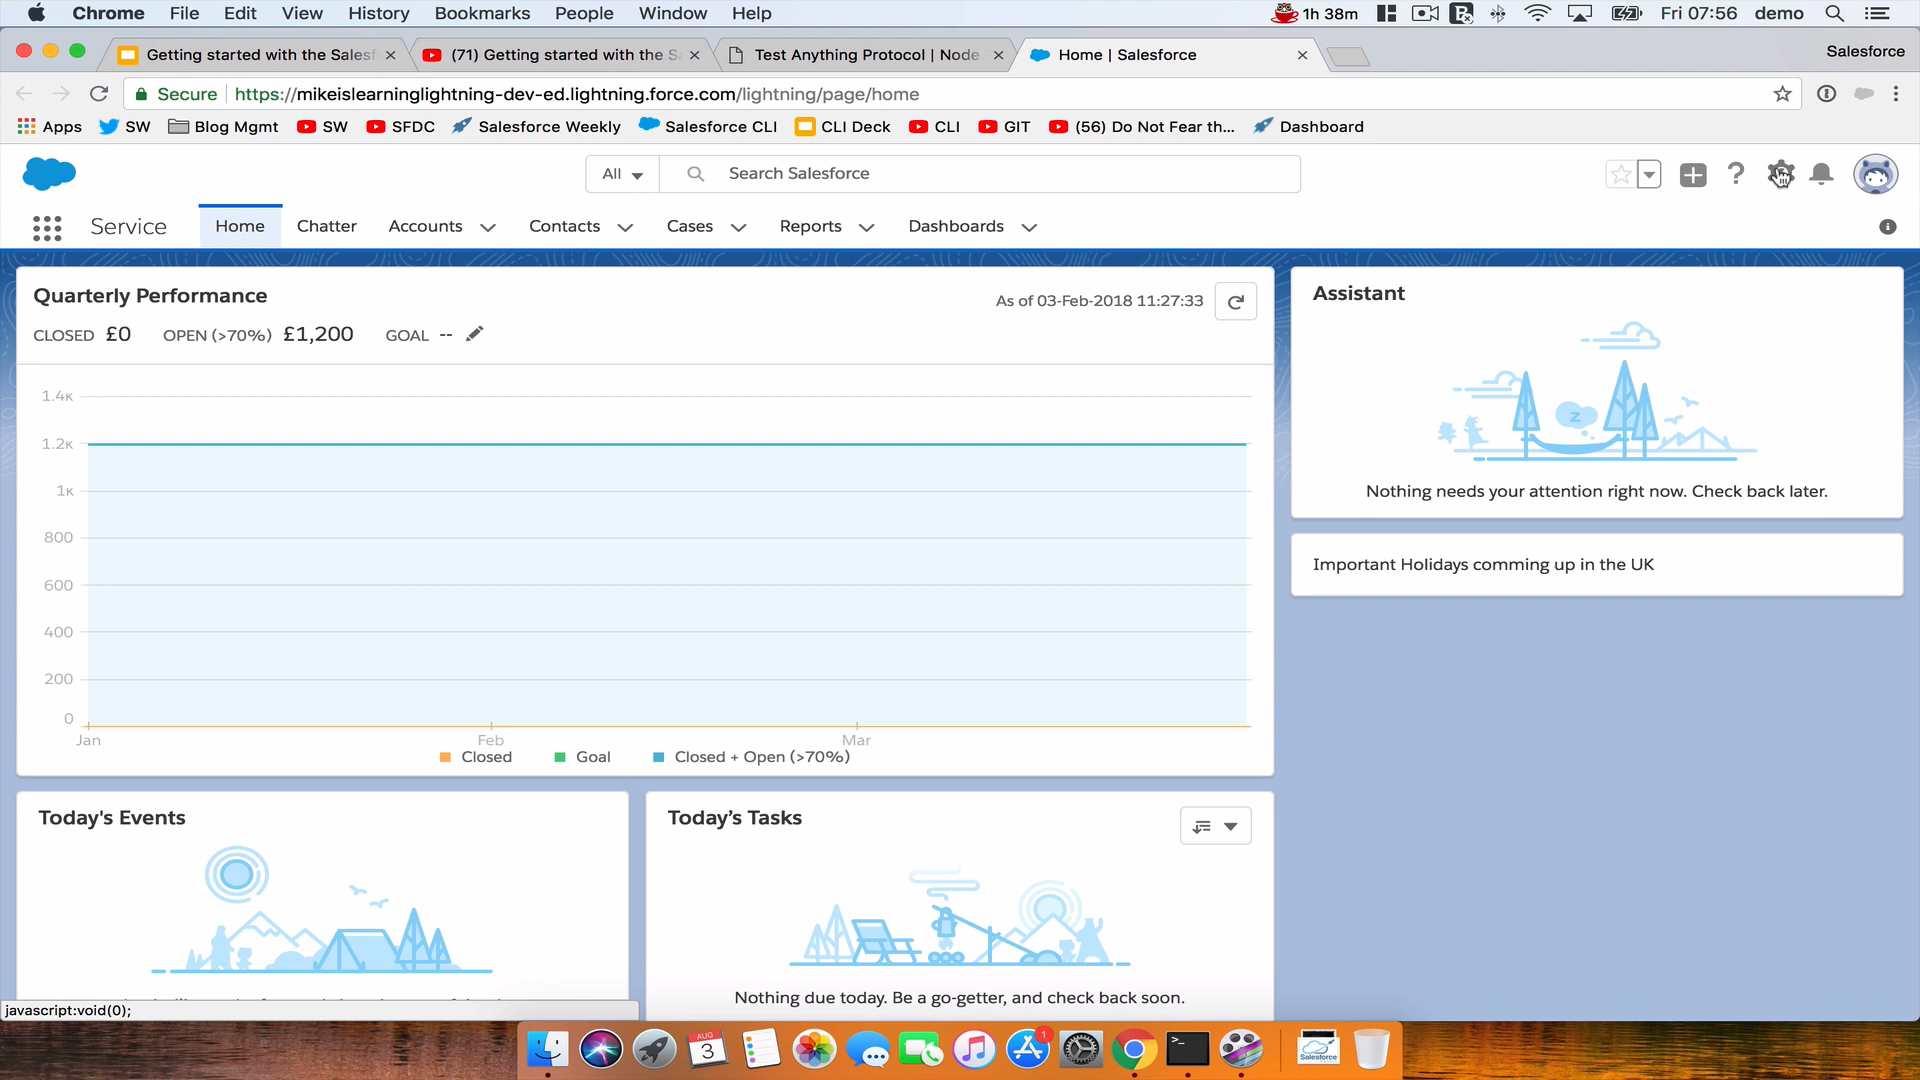 Chrome File Edit View History Bookmarks People Window Help 1h 38m Fri 07:56 demo
Getting started with the Salesf (71) Getting started with the Sa Test Anything Protocol | Node Home | Salesforce Salesforce
Secure https://mikeislearninglightning-dev-ed.lightning.force.com/lightning/page/home
Apps SW Blog Mgmt SW SFDC Salesforce Weekly Salesforce CLI CLI Deck CLI GIT (56) Do Not Fear th... Dashboard
All Search Salesforce
Service Home Chatter Accounts Contacts Cases Reports Dashboards
Quarterly Performance
As of 03-Feb-2018 11:27:33
CLOSED £0 OPEN (>70%) £1,200 GOAL --
1.4K
1.2K
1K
800
600
400
200
0
Jan Feb Mar
Closed Goal Closed + Open (>70%)
Assistant
z
Nothing needs your attention right now. Check back later.
Important Holidays comming up in the UK
Today's Events
Today's Tasks
Nothing due today. Be a go-getter, and check back soon.
javascript:void(0);
AUG
3
1
>_
Salesforce